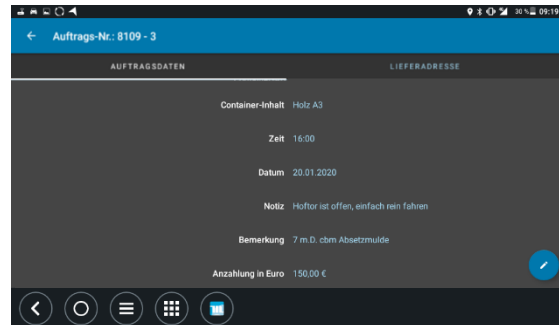 30 % 09:19
Auftrags-Nr.: 8109 - 3
AUFTRAGSDATEN
LIEFERADRESSE
Container-Inhalt Holz A3
Zeit 16:00
Datum 20.01.2020
Notiz Hoftor ist offen, einfach rein fahren
Bemerkung 7 m.D. cbm Absetzmulde
Anzahlung in Euro 150,00 €